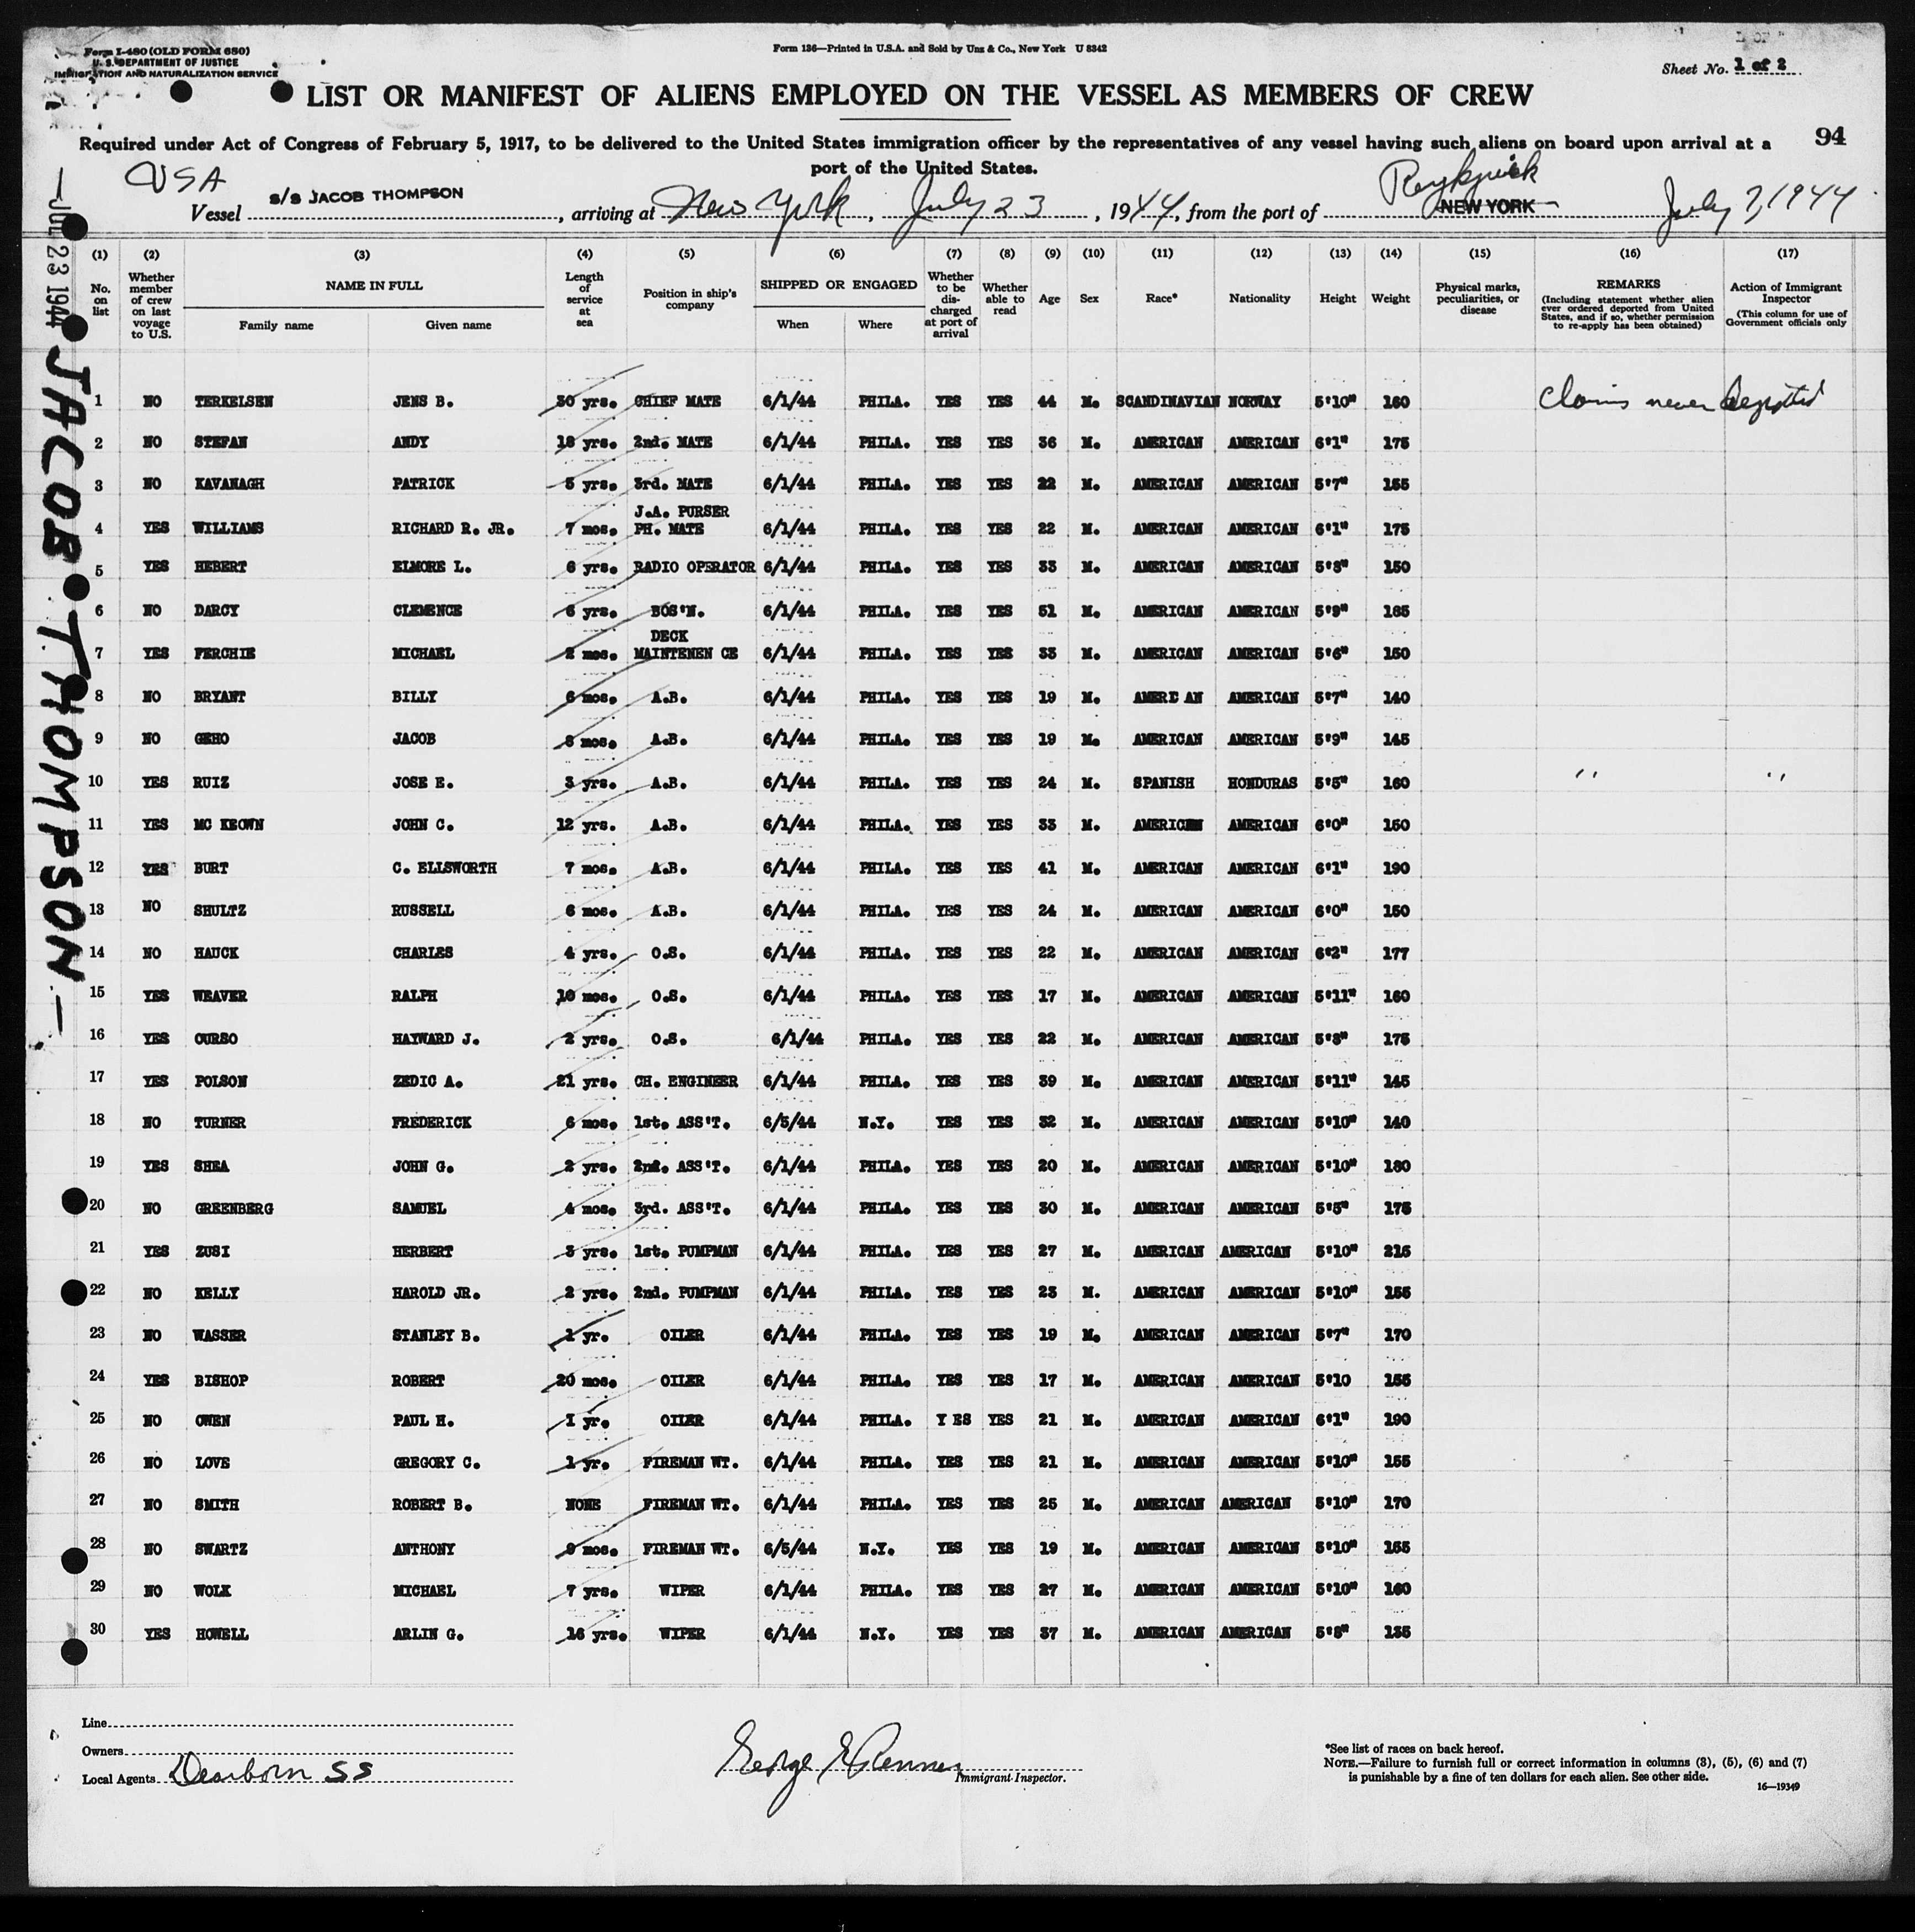 Form I-480 (OLD FORM 680)
U. S. DEPARTMENT OF JUSTICE
IMMIGRATION AND NATURALIZATION SERVICE
Form 136—Printed in U.S.A. and Sold by Unz & Co., New York U 8342
Sheet No. 1 of 2
LIST OR MANIFEST OF ALIENS EMPLOYED ON THE VESSEL AS MEMBERS OF CREW
Required under Act of Congress of February 5, 1917, to be delivered to the United States immigration officer by the representatives of any vessel having such aliens on board upon arrival at a
port of the United States.
94
USA
Vessel S/S JACOB THOMPSON, arriving at New York, July 23, 1944, from the port of Reykjavik NEW YORK July 7, 1944
JUL 23 1944
JACOB THOMPSON
(1) (2) (3) (4) (5) (6) (7) (8) (9) (10) (11) (12) (13) (14) (15) (16) (17)
No. on list
Whether member of crew on last voyage to U.S.
NAME IN FULL
Family name Given name
Length of service at sea
Position in ship's company
SHIPPED OR ENGAGED
When Where
Whether to be discharged at port of arrival
Whether able to read
Age
Sex
Race*
Nationality
Height
Weight
Physical marks, peculiarities, or disease
REMARKS
(Including statement whether alien ever ordered deported from United States, and if so, whether permission to re-apply has been obtained)
Action of Immigrant Inspector
(This column for use of Government officials only
1 NO TERKELSEN JENS B. 30 yrs. CHIEF MATE 6/1/44 PHILA. YES YES 44 M. SCANDINAVIAN NORWAY 5'10" 160 Claims never deported
2 NO STEFAN ANDY 18 yrs. 2nd. MATE 6/1/44 PHILA. YES YES 36 M. AMERICAN AMERICAN 6'1" 175
3 NO KAVANAGH PATRICK 5 yrs. 3rd. MATE 6/1/44 PHILA. YES YES 22 M. AMERICAN AMERICAN 5'7" 155
4 YES WILLIAMS RICHARD R. JR. 7 mos. J.A. PURSER PH. MATE 6/1/44 PHILA. YES YES 22 M. AMERICAN AMERICAN 6'1" 175
5 YES HEBERT ELMORE L. 6 yrs. RADIO OPERATOR 6/1/44 PHILA. YES YES 33 M. AMERICAN AMERICAN 5'8" 150
6 NO DARCY CLEMENCE 6 yrs. BOS'N. 6/1/44 PHILA. YES YES 51 M. AMERICAN AMERICAN 5'9" 165
7 YES FERCHIE MICHAEL 2 mos. DECK MAINTENEN CE 6/1/44 PHILA. YES YES 35 M. AMERICAN AMERICAN 5'6" 150
8 NO BRYANT BILLY 6 mos. A.B. 6/1/44 PHILA. YES YES 19 M. AMERC AN AMERICAN 5'7" 140
9 NO GEHO JACOB 8 mos. A.B. 6/1/44 PHILA. YES YES 19 M. AMERICAN AMERICAN 5'9" 145
10 YES RUIZ JOSE E. 3 yrs. A.B. 6/1/44 PHILA. YES YES 24 M. SPANISH HONDURAS 5'5" 160 " "
11 YES MC KEOWN JOHN C. 12 yrs. A.B. 6/1/44 PHILA. YES YES 33 M. AMERICAN AMERICAN 6'0" 150
12 YES BURT C. ELLSWORTH 7 mos. A.B. 6/1/44 PHILA. YES YES 41 M. AMERICAN AMERICAN 6'1" 190
13 NO SHULTZ RUSSELL 6 mos. A.B. 6/1/44 PHILA. YES YES 24 M. AMERICAN AMERICAN 6'0" 150
14 NO HAUCK CHARLES 4 yrs. O.S. 6/1/44 PHILA. YES YES 22 M. AMERICAN AMERICAN 6'2" 177
15 YES WEAVER RALPH 10 mos. O.S. 6/1/44 PHILA. YES YES 17 M. AMERICAN AMERICAN 5'11" 160
16 YES CURSO HAYWARD J. 2 yrs. O.S. 6/1/44 PHILA. YES YES 22 M. AMERICAN AMERICAN 5'8" 175
17 YES POLSON ZEDIC A. 21 yrs. CH. ENGINEER 6/1/44 PHILA. YES YES 39 M. AMERICAN AMERICAN 5'11" 145
18 NO TURNER FREDERICK 6 mos. 1st. ASS'T. 6/5/44 N.Y. YES YES 32 M. AMERICAN AMERICAN 5'10" 140
19 YES SHEA JOHN G. 2 yrs. 2nd. ASS'T. 6/1/44 PHILA. YES YES 20 M. AMERICAN AMERICAN 5'10" 180
20 NO GREENBERG SAMUEL 4 mos. 3rd. ASS'T. 6/1/44 PHILA. YES YES 30 M. AMERICAN AMERICAN 5'5" 175
21 YES ZUSI HERBERT 3 yrs. 1st. PUMPMAN 6/1/44 PHILA. YES YES 27 M. AMERICAN AMERICAN 5'10" 215
22 NO KELLY HAROLD JR. 2 yrs. 2nd. PUMPMAN 6/1/44 PHILA. YES YES 23 M. AMERICAN AMERICAN 5'10" 155
23 NO WASSER STANLEY B. 1 yr. OILER 6/1/44 PHILA. YES YES 19 M. AMERICAN AMERICAN 5'7" 170
24 YES BISHOP ROBERT 20 mos. OILER 6/1/44 PHILA. YES YES 17 M. AMERICAN AMERICAN 5'10 155
25 NO OWEN PAUL H. 1 yr. OILER 6/1/44 PHILA. Y ES YES 21 M. AMERICAN AMERICAN 6'1" 190
26 NO LOVE GREGORY C. 1 yr. FIREMAN WT. 6/1/44 PHILA. YES YES 21 M. AMERICAN AMERICAN 5'10" 155
27 NO SMITH ROBERT B. NONE FIREMAN WT. 6/1/44 PHILA. YES YES 25 M. AMERICAN AMERICAN 5'10" 170
28 NO SWARTZ ANTHONY 9 mos. FIREMAN WT. 6/5/44 N.Y. YES YES 19 M. AMERICAN AMERICAN 5'10" 155
29 NO WOLK MICHAEL 7 yrs. WIPER 6/1/44 PHILA. YES YES 27 M. AMERICAN AMERICAN 5'10" 160
30 YES HOWELL ARLIN G. 16 yrs. WIPER 6/1/44 N.Y. YES YES 37 M. AMERICAN AMERICAN 5'8" 135
Line
Owners
Local Agents Dearborn SS
George
Immigrant Inspector.
*See list of races on back hereof.
NOTE.—Failure to furnish full or correct information in columns (3), (5), (6) and (7)
is punishable by a fine of ten dollars for each alien. See other side.
16—19349